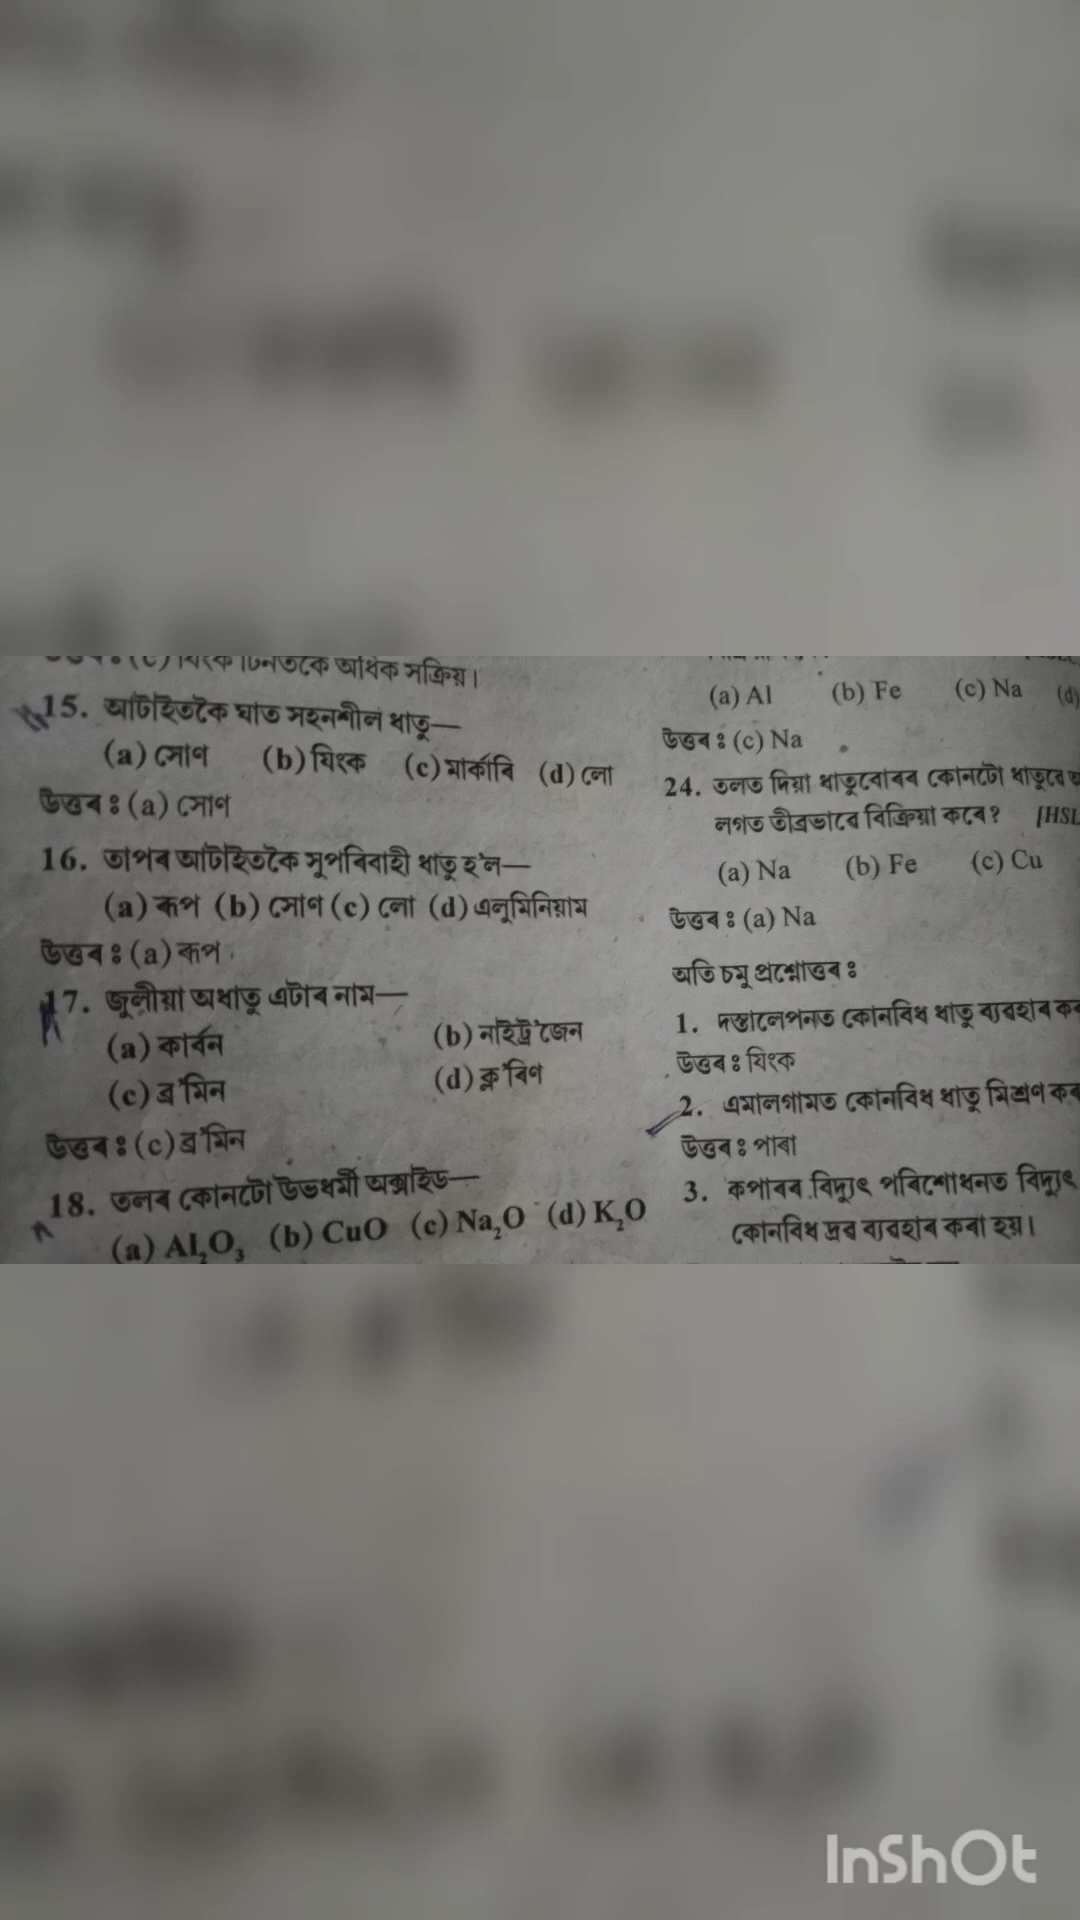 যিংক টিনতকৈ অধিক সক্ৰিয়।
15. আটাইতকৈ ঘাত সহনশীল ধাতু—
(a) সোণ (b) যিংক (c) মাৰ্কাৰি (d) লো
উত্তৰ ঃ (a) সোণ
16. তাপৰ আটাইতকৈ সুপৰিবাহী ধাতু হ'ল—
(a) ৰূপ (b) সোণ (c) লো (d) এলুমিনিয়াম
উত্তৰ ঃ (a) ৰূপ
17. জুলীয়া অধাতু এটাৰ নাম—
(a) কাৰ্বন (b) নাইট্ৰ'জেন
(c) ব্ৰ'মিন (d) ক্ল'ৰিণ
উত্তৰ ঃ (c) ব্ৰ'মিন
18. তলৰ কোনটো উভধৰ্মী অক্সাইড—
(a) Al₂O₃ (b) CuO (c) Na₂O (d) K₂O
(a) Al (b) Fe (c) Na (d)
উত্তৰ ঃ (c) Na
24. তলত দিয়া ধাতুবোৰৰ কোনটো ধাতুৱে
লগত তীব্ৰভাৱে বিক্ৰিয়া কৰে? [HSL
(a) Na (b) Fe (c) Cu
উত্তৰ ঃ (a) Na
অতি চমু প্ৰশ্নোত্তৰ ঃ
1. দস্তালেপনত কোনবিধ ধাতু ব্যৱহাৰ
উত্তৰ ঃ যিংক
2. এমালগামত কোনবিধ ধাতু মিশ্ৰণ
উত্তৰ ঃ পাৰা
3. কপাৰৰ বিদ্যুৎ পৰিশোধনত বিদ্যুৎ
কোনবিধ দ্ৰৱ ব্যৱহাৰ কৰা হয়।
InShOt